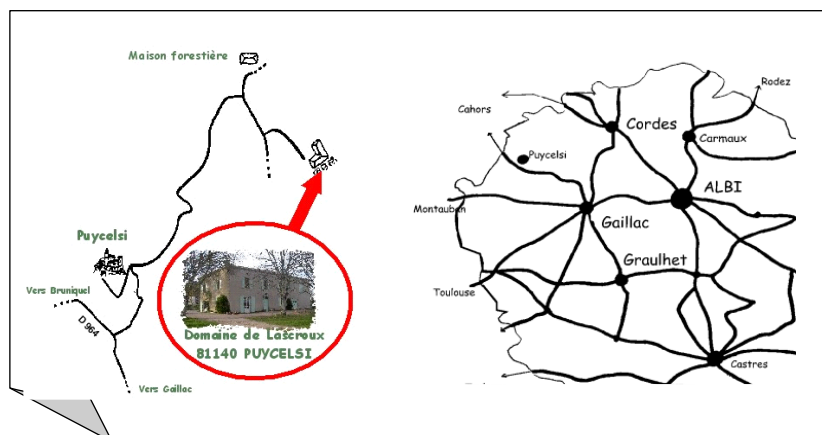 Maison forestière
Puycelsi
Vers Bruniquel
D 964
Vers Gaillac
Domaine de Lascroux
81140 PUYCELSI
Rodez
Cahors
Cordes
Carmaux
Puycelsi
ALBI
Montauban
Gaillac
Graulhet
Toulouse
Castres